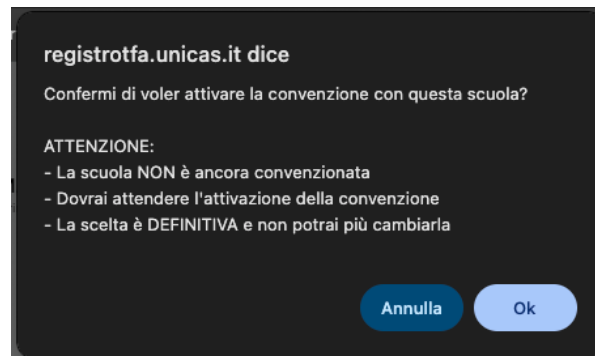 registrotfa.unicas.it dice
Confermi di voler attivare la convenzione con questa scuola?
ATTENZIONE:
- La scuola NON è ancora convenzionata
- Dovrai attendere l'attivazione della convenzione
- La scelta è DEFINITIVA e non potrai più cambiarla
Annulla Ok